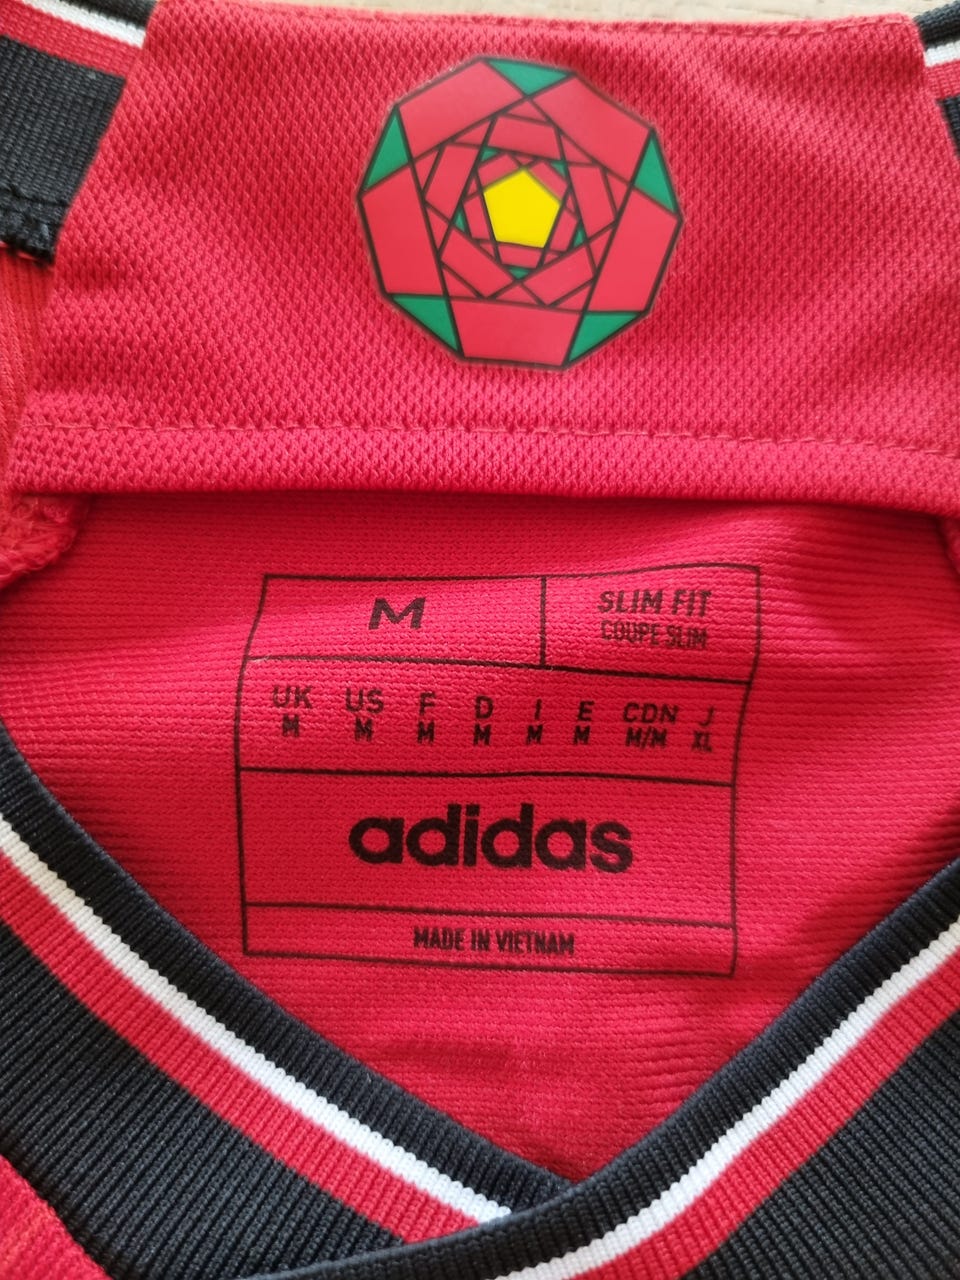 M
SLIM FIT
COUPE SLIM
UK US F D I E CDN J
M M M M M M M/M XL
adidas
MADE IN VIETNAM